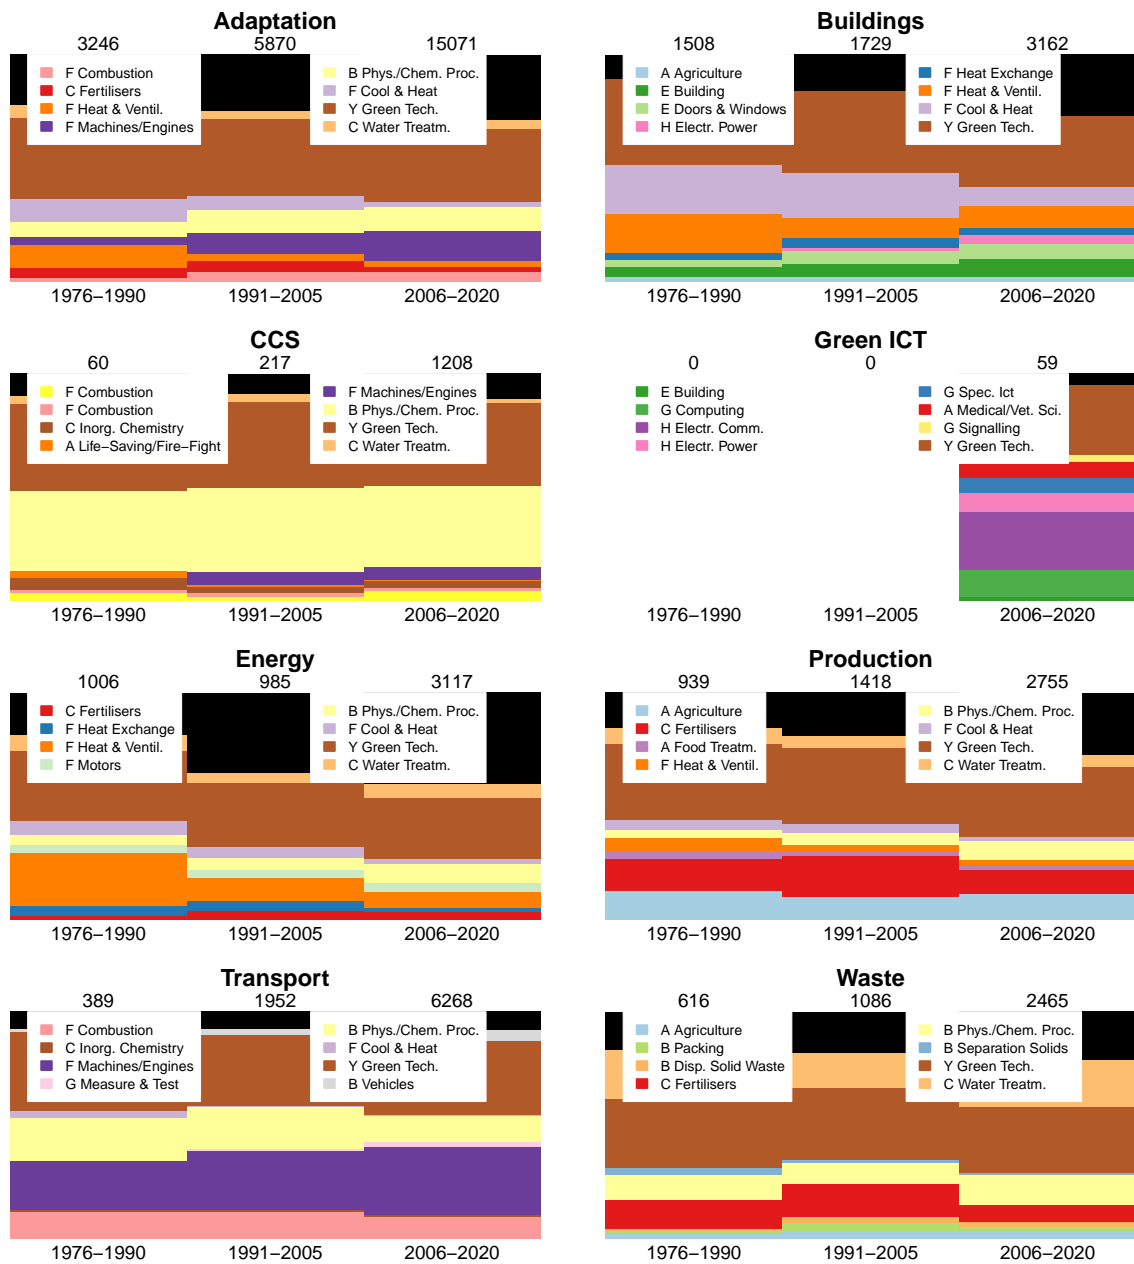 Adaptation
3246 5870 15071
F Combustion
C Fertilisers
F Heat & Ventil.
F Machines/Engines
B Phys./Chem. Proc.
F Cool & Heat
Y Green Tech.
C Water Treatm.
1976–1990 1991–2005 2006–2020
Buildings
1508 1729 3162
A Agriculture
E Building
E Doors & Windows
H Electr. Power
F Heat Exchange
F Heat & Ventil.
F Cool & Heat
Y Green Tech.
1976–1990 1991–2005 2006–2020
CCS
60 217 1208
F Combustion
F Combustion
C Inorg. Chemistry
A Life–Saving/Fire–Fight
F Machines/Engines
B Phys./Chem. Proc.
Y Green Tech.
C Water Treatm.
1976–1990 1991–2005 2006–2020
Green ICT
0 0 59
E Building
G Computing
H Electr. Comm.
H Electr. Power
G Spec. Ict
A Medical/Vet. Sci.
G Signalling
Y Green Tech.
1976–1990 1991–2005 2006–2020
Energy
1006 985 3117
C Fertilisers
F Heat Exchange
F Heat & Ventil.
F Motors
B Phys./Chem. Proc.
F Cool & Heat
Y Green Tech.
C Water Treatm.
1976–1990 1991–2005 2006–2020
Production
939 1418 2755
A Agriculture
C Fertilisers
A Food Treatm.
F Heat & Ventil.
B Phys./Chem. Proc.
F Cool & Heat
Y Green Tech.
C Water Treatm.
1976–1990 1991–2005 2006–2020
Transport
389 1952 6268
F Combustion
C Inorg. Chemistry
F Machines/Engines
G Measure & Test
B Phys./Chem. Proc.
F Cool & Heat
Y Green Tech.
B Vehicles
1976–1990 1991–2005 2006–2020
Waste
616 1086 2465
A Agriculture
B Packing
B Disp. Solid Waste
C Fertilisers
B Phys./Chem. Proc.
B Separation Solids
Y Green Tech.
C Water Treatm.
1976–1990 1991–2005 2006–2020